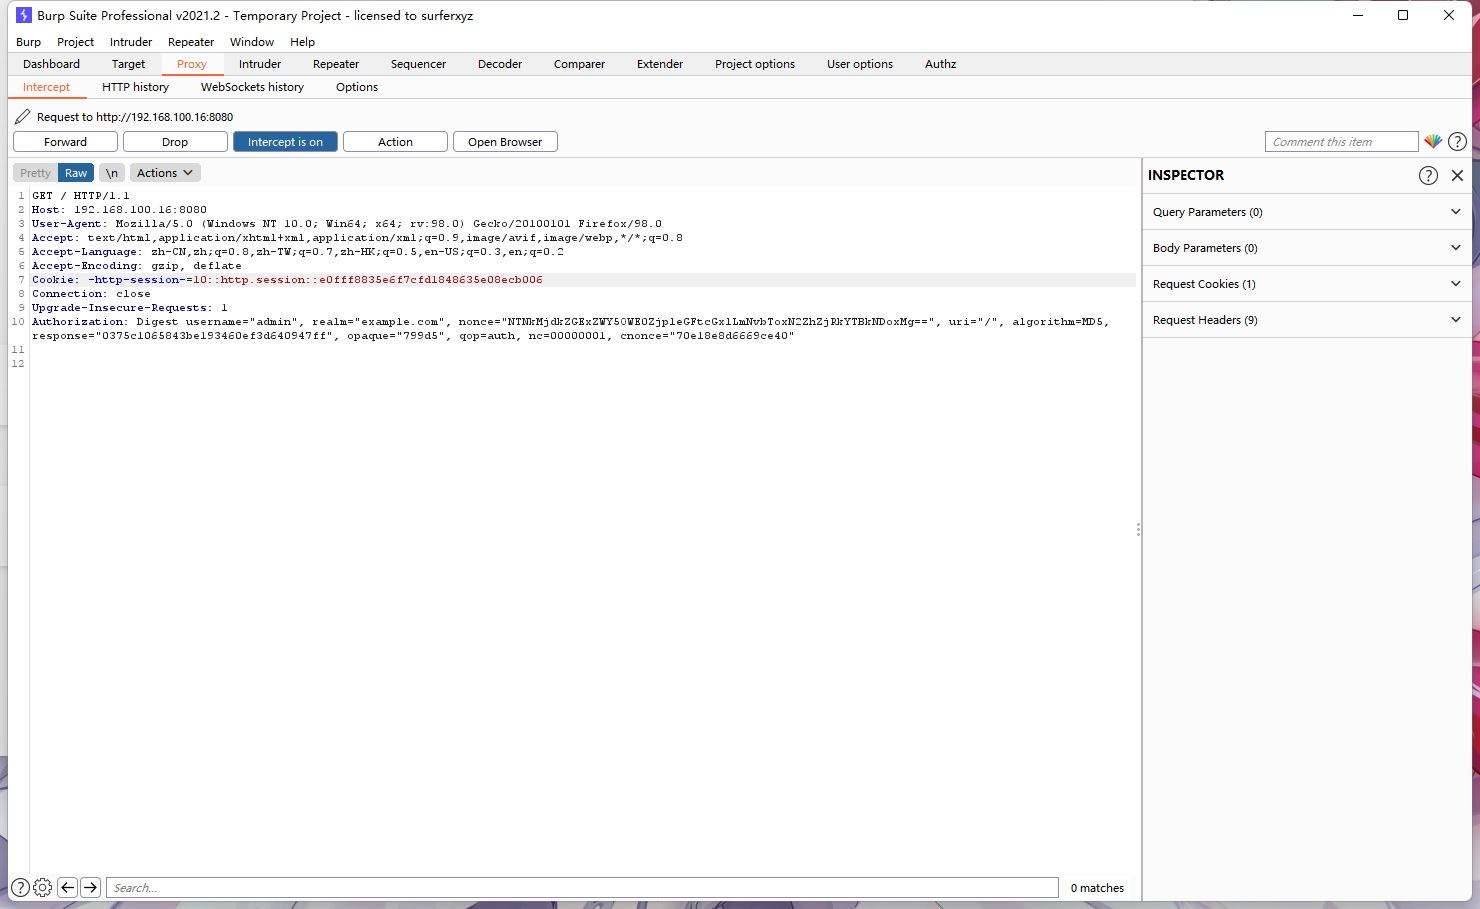 Burp Suite Professional v2021.2 - Temporary Project - licensed to surferxyz
Burp Project Intruder Repeater Window Help
Dashboard Target Proxy Intruder Repeater Sequencer Decoder Comparer Extender Project options User options Authz
Intercept HTTP history WebSockets history Options
Request to http://192.168.100.16:8080
Forward Drop Intercept is on Action Open Browser Comment this item
Pretty Raw \n Actions
INSPECTOR
1 GET / HTTP/1.1
2 Host: 192.168.100.16:8080
3 User-Agent: Mozilla/5.0 (Windows NT 10.0; Win64; x64; rv:98.0) Gecko/20100101 Firefox/98.0
4 Accept: text/html,application/xhtml+xml,application/xml;q=0.9,image/avif,image/webp,*/*;q=0.8
5 Accept-Language: zh-CN,zh;q=0.8,zh-TW;q=0.7,zh-HK;q=0.5,en-US;q=0.3,en;q=0.2
6 Accept-Encoding: gzip, deflate
7 Cookie: -http-session-=10::http.session::e0fff8835e6f7cfd1848635e08ecb006
8 Connection: close
9 Upgrade-Insecure-Requests: 1
10 Authorization: Digest username="admin", realm="example.com", uri="/", algorithm=MD5,
response="0375c1065843be193460ef3d640947ff", opaque="799d5", qop=auth, nc=00000001, cnonce="70e18e8d6669ce40"
11
12
Query Parameters (0)
Body Parameters (0)
Request Cookies (1)
Request Headers (9)
Search...
0 matches